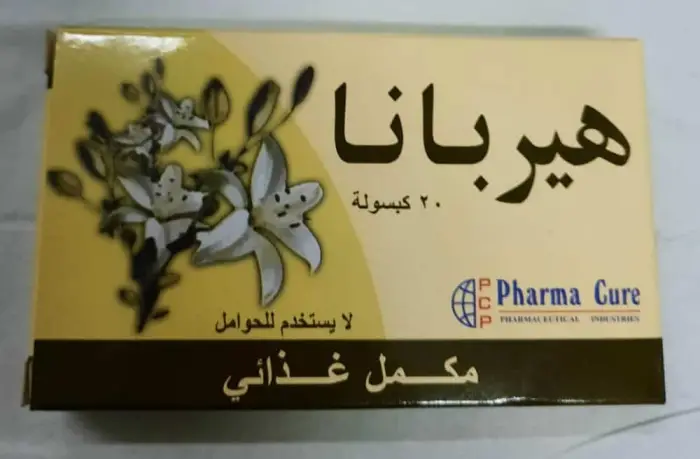 هيربانا
٢٠ كبسولة
PCP Pharma Cure
PHARMACEUTICAL INDUSTRIES
لا يستخدم للحوامل
مكمل غذائي